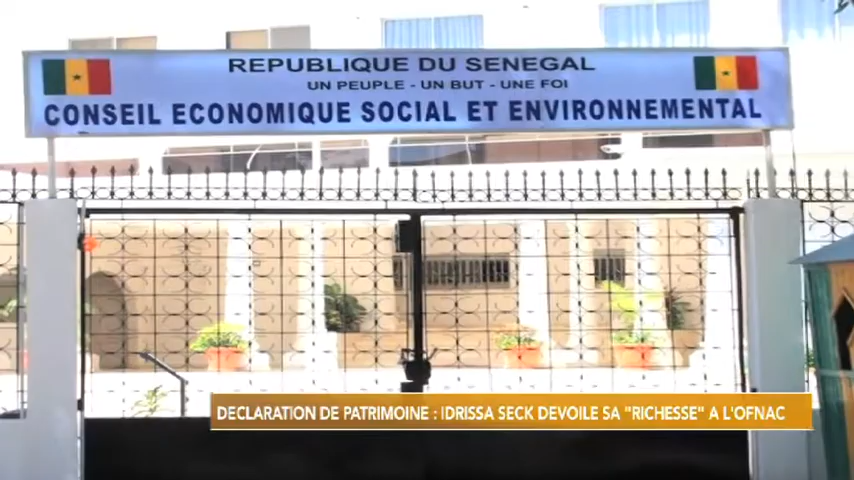 REPUBLIQUE DU SENEGAL
UN PEUPLE - UN BUT - UNE FOI
CONSEIL ECONOMIQUE SOCIAL ET ENVIRONNEMENTAL
DECLARATION DE PATRIMOINE : IDRISSA SECK DEVOILE SA "RICHESSE" A L'OFNAC